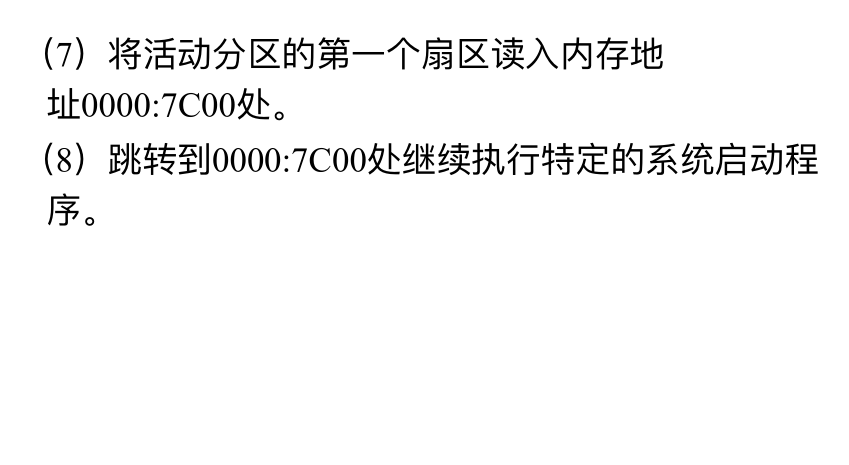 （7）将活动分区的第一个扇区读入内存地
址0000:7C00处。
（8）跳转到0000:7C00处继续执行特定的系统启动程
序。